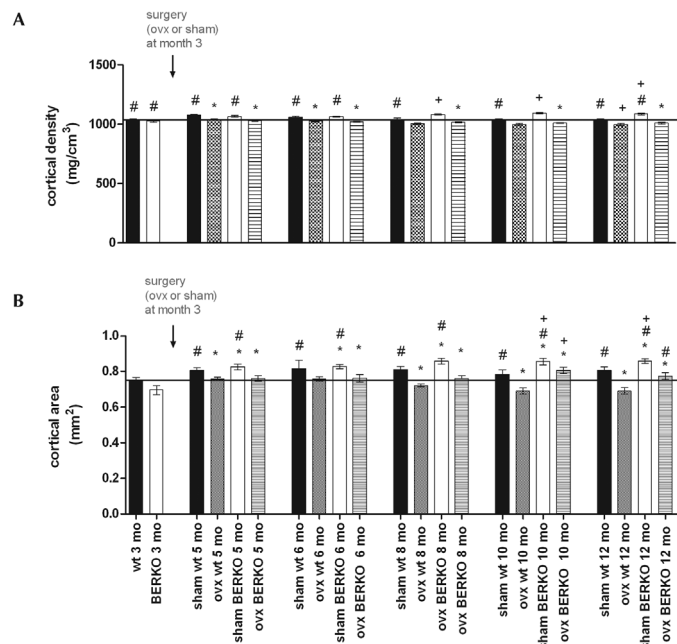 A
surgery
(ovx or sham)
at month 3
cortical density
(mg/cm³)
1500
1000
500
0
# # # * # * # * # * # + * # + * # + + # *
B
surgery
(ovx or sham)
at month 3
cortical area
(mm²)
1.0
0.8
0.6
0.4
0.2
0.0
# * # * * # # * * # * # * * # * + # * + * # * + # * # *
wt 3 mo
BERKO 3 mo
sham wt 5 mo
ovx wt 5 mo
sham BERKO 5 mo
ovx BERKO 5 mo
sham wt 6 mo
ovx wt 6 mo
sham BERKO 6 mo
ovx BERKO 6 mo
sham wt 8 mo
ovx wt 8 mo
sham BERKO 8 mo
ovx BERKO 8 mo
sham wt 10 mo
ovx wt 10 mo
sham BERKO 10 mo
ovx BERKO 10 mo
sham wt 12 mo
ovx wt 12 mo
sham BERKO 12 mo
ovx BERKO 12 mo